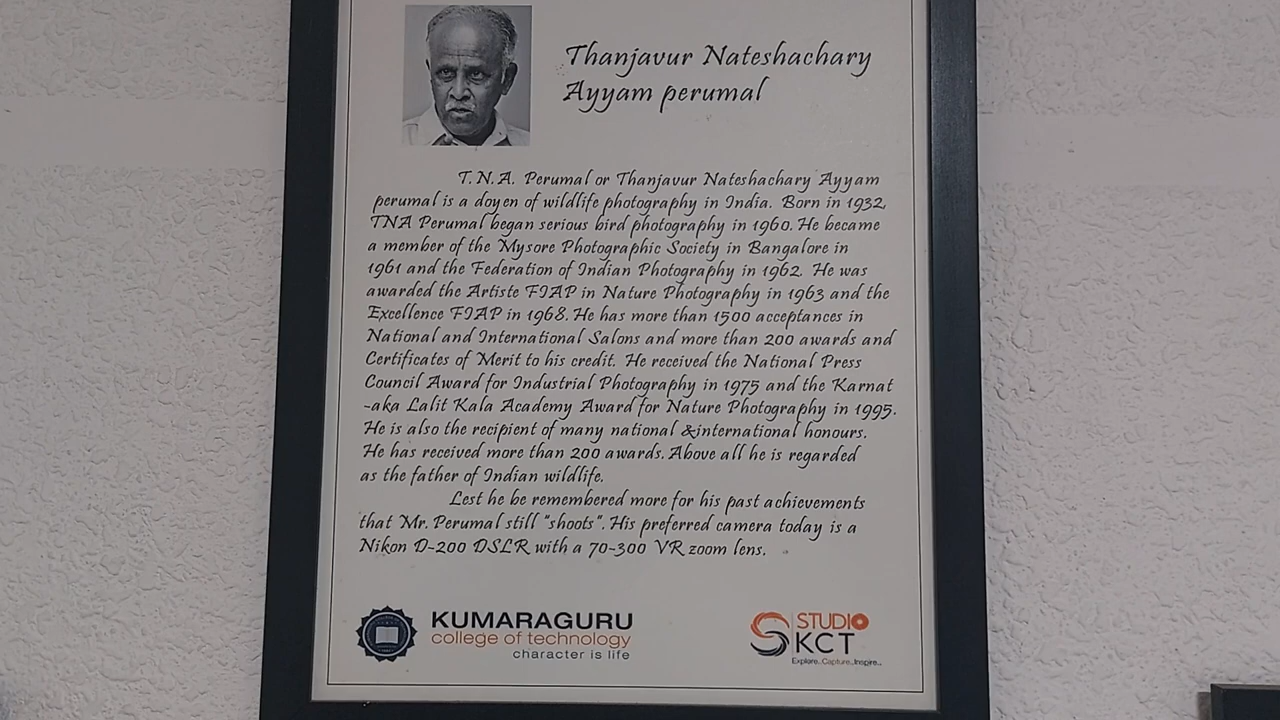 Thanjavur Nateshachary
Ayyam perumal
T. N. A. Perumal or Thanjavur Nateshachary Ayyam
perumal is a doyen of wildlife photography in India. Born in 1932,
TNA Perumal began serious bird photography in 1960. He became
a member of the Mysore Photographic Society in Bangalore in
1961 and the Federation of Indian Photography in 1962. He was
awarded the Artiste FIAP in Nature Photography in 1963 and the
Excellence FIAP in 1968. He has more than 1500 acceptances in
National and International Salons and more than 200 awards and
Certificates of Merit to his credit. He received the National Press
Council Award for Industrial Photography in 1975 and the Karnat
-aka Lalit Kala Academy Award for Nature Photography in 1995.
He is also the recipient of many national &international honours.
He has received more than 200 awards. Above all he is regarded
as the father of Indian wildlife.
Lest he be remembered more for his past achievements
that Mr. Perumal still "shoots". His preferred camera today is a
Nikon D-200 DSLR with a 70-300 VR zoom lens.
KUMARAGURU
college of technology
character is life
STUDIO
KCT
Explore..Capture..Inspire..